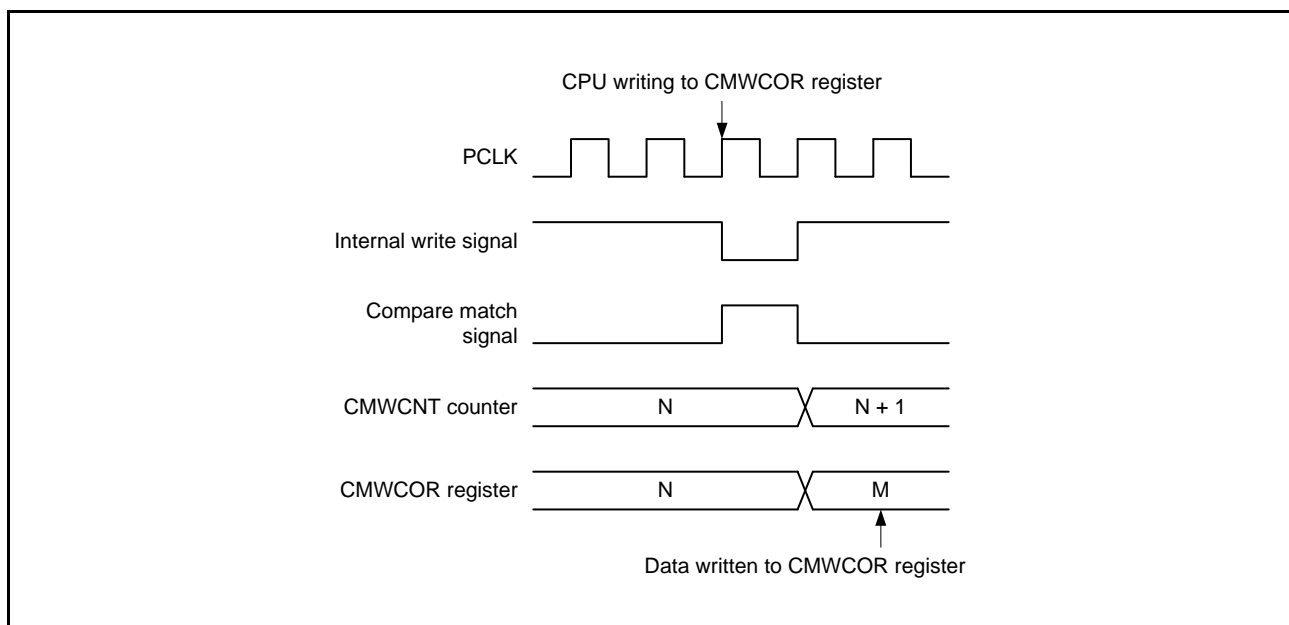 CPU writing to CMWCOR register
PCLK
Internal write signal
Compare match
signal
CMWCNT counter
N
N + 1
CMWCOR register
N
M
Data written to CMWCOR register